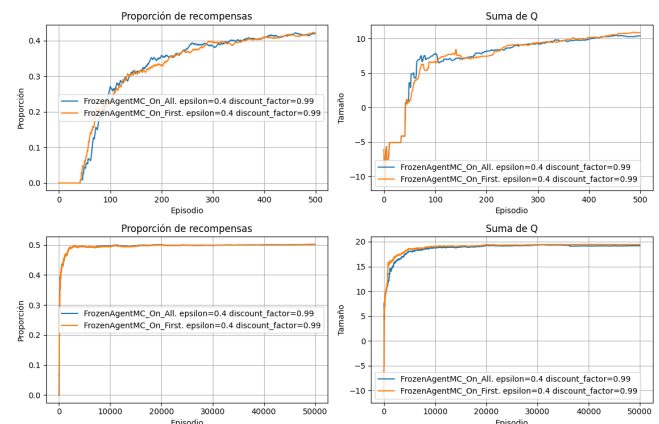 Proporción de recompensas
Proporción
0.4
0.3
0.2
0.1
0.0
FrozenAgentMC_On_All. epsilon=0.4 discount_factor=0.99
FrozenAgentMC_On_First. epsilon=0.4 discount_factor=0.99
0 100 200 300 400 500
Episodio
Suma de Q
Tamaño
10
5
0
−5
−10
FrozenAgentMC_On_All. epsilon=0.4 discount_factor=0.99
FrozenAgentMC_On_First. epsilon=0.4 discount_factor=0.99
0 100 200 300 400 500
Episodio
Proporción de recompensas
Proporción
0.5
0.4
0.3
0.2
0.1
0.0
FrozenAgentMC_On_All. epsilon=0.4 discount_factor=0.99
FrozenAgentMC_On_First. epsilon=0.4 discount_factor=0.99
0 10000 20000 30000 40000 50000
Episodio
Suma de Q
Tamaño
20
15
10
5
0
−5
−10
FrozenAgentMC_On_All. epsilon=0.4 discount_factor=0.99
FrozenAgentMC_On_First. epsilon=0.4 discount_factor=0.99
0 10000 20000 30000 40000 50000
Episodio